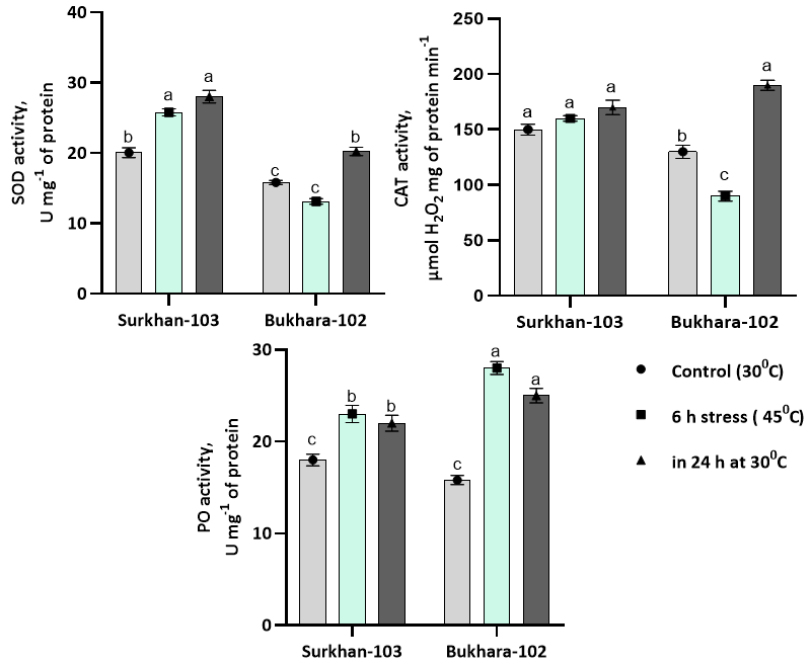 SOD activity,
U mg⁻¹ of protein
40
30
20
10
0
b
a
a
c
c
c
Surkhan-103
Bukhara-102
CAT activity,
µmol H₂O₂ mg of protein min⁻¹
250
200
150
100
50
0
a
a
a
b
c
a
Surkhan-103
Bukhara-102
PO activity,
U mg⁻¹ of protein
30
20
10
0
c
b
b
c
a
a
Surkhan-103
Bukhara-102
Control (30⁰C)
6 h stress ( 45⁰C)
in 24 h at 30⁰C